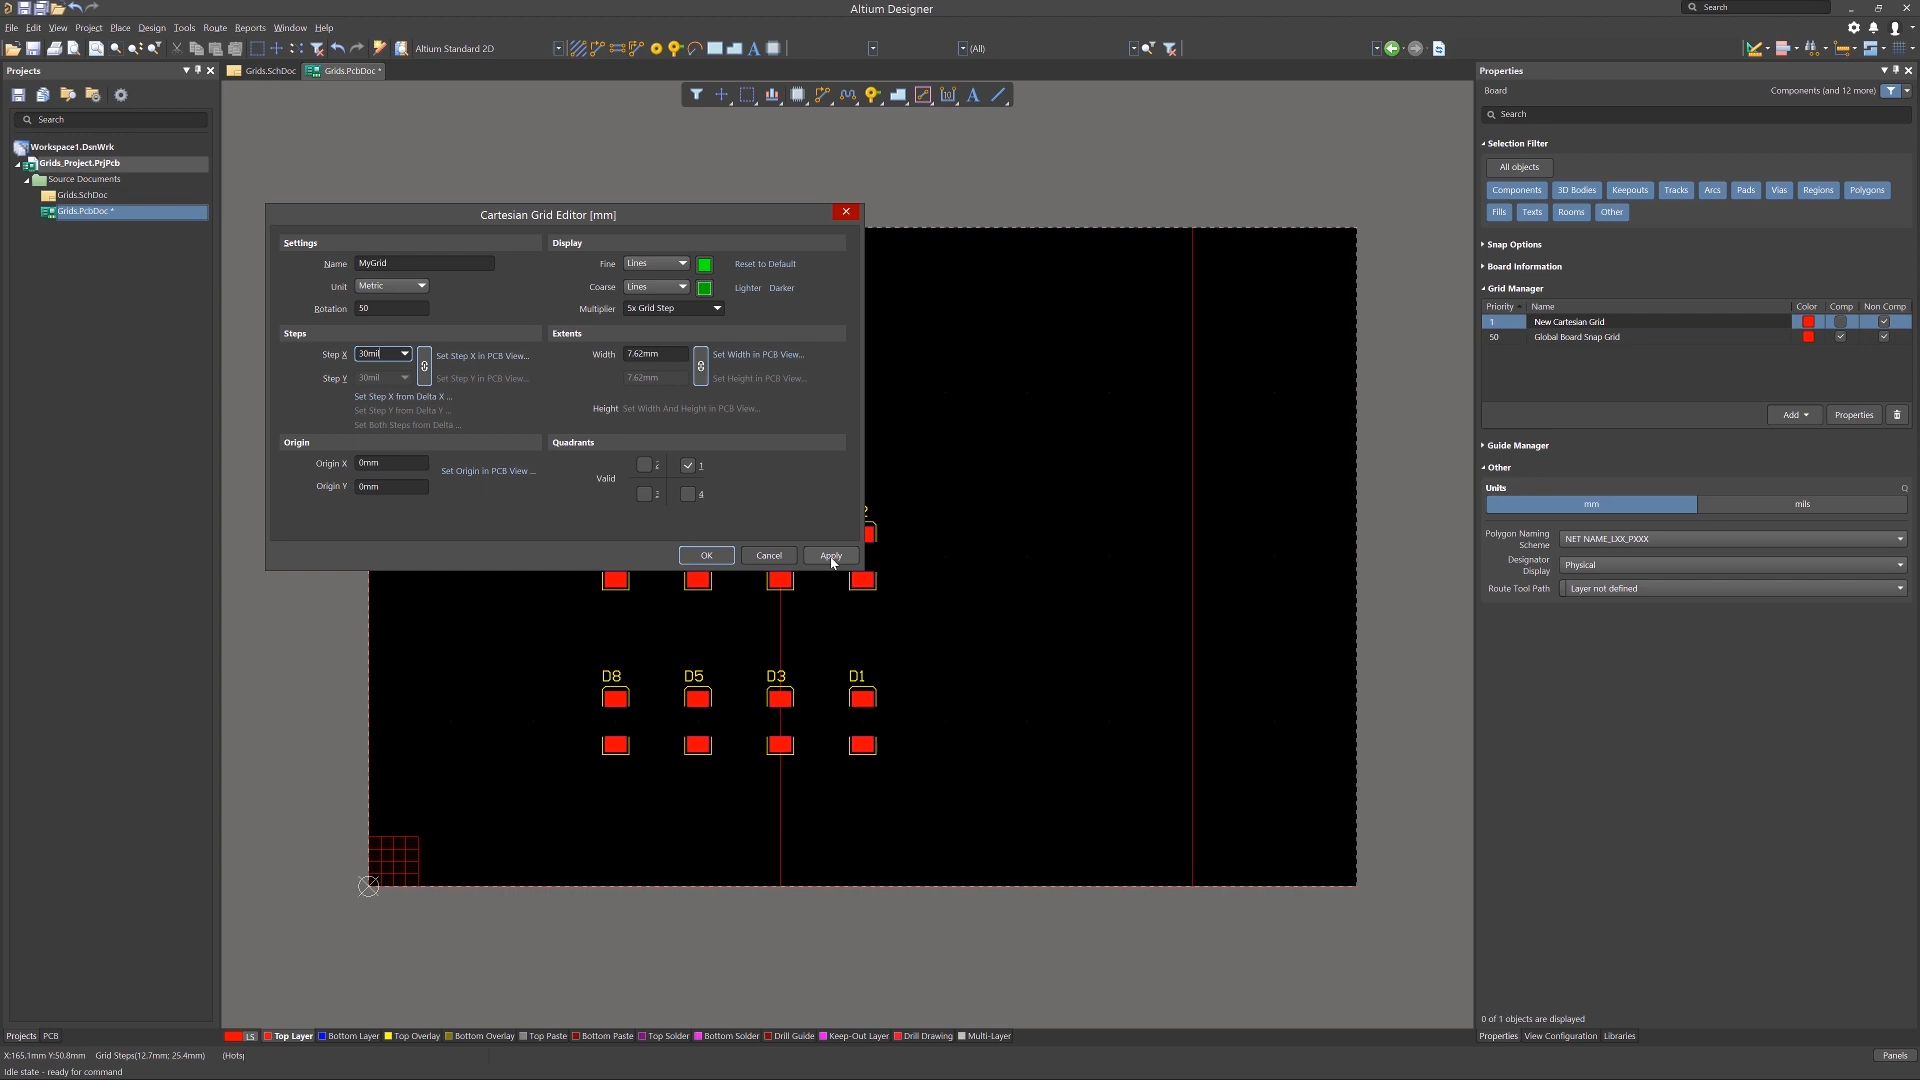 Altium Designer
Search
File Edit View Project Place Design Tools Route Reports Window Help
Altium Standard 2D
(All)
Projects
Grids.SchDoc
Grids.PcbDoc *
Search
Workspace1.DsnWrk
Grids_Project.PrjPcb
Source Documents
Grids.SchDoc
Grids.PcbDoc *
Cartesian Grid Editor [mm]
Settings
Name MyGrid
Unit Metric
Rotation 50
Display
Fine Lines Reset to Default
Coarse Lines Lighter Darker
Multiplier 5x Grid Step
Steps
Step X 30mil Set Step X in PCB View...
Step Y 30mil Set Step Y in PCB View...
Set Step X from Delta X ...
Set Step Y from Delta Y ...
Set Both Steps from Delta ...
Extents
Width 7.62mm Set Width in PCB View...
7.62mm Set Height in PCB View...
Height Set Width And Height in PCB View...
Origin
Origin X 0mm
Origin Y 0mm
Set Origin in PCB View ...
Quadrants
Valid
2 1
3 4
OK Cancel Apply
D8 D5 D3 D1
Properties
Board Components (and 12 more)
Search
Selection Filter
All objects
Components 3D Bodies Keepouts Tracks Arcs Pads Vias Regions Polygons
Fills Texts Rooms Other
Snap Options
Board Information
Grid Manager
Priority Name Color Comp Non Comp
1 New Cartesian Grid
50 Global Board Snap Grid
Add Properties
Guide Manager
Other
Units
mm mils
Polygon Naming Scheme NET NAME_LXX_PXXX
Designator Display Physical
Route Tool Path Layer not defined
0 of 1 objects are displayed
Properties View Configuration Libraries
Projects PCB
LS Top Layer Bottom Layer Top Overlay Bottom Overlay Top Paste Bottom Paste Top Solder Bottom Solder Drill Guide Keep-Out Layer Drill Drawing Multi-Layer
X:165.1mm Y:50.8mm Grid Steps(12.7mm; 25.4mm) (Hots
Idle state - ready for command
Panels